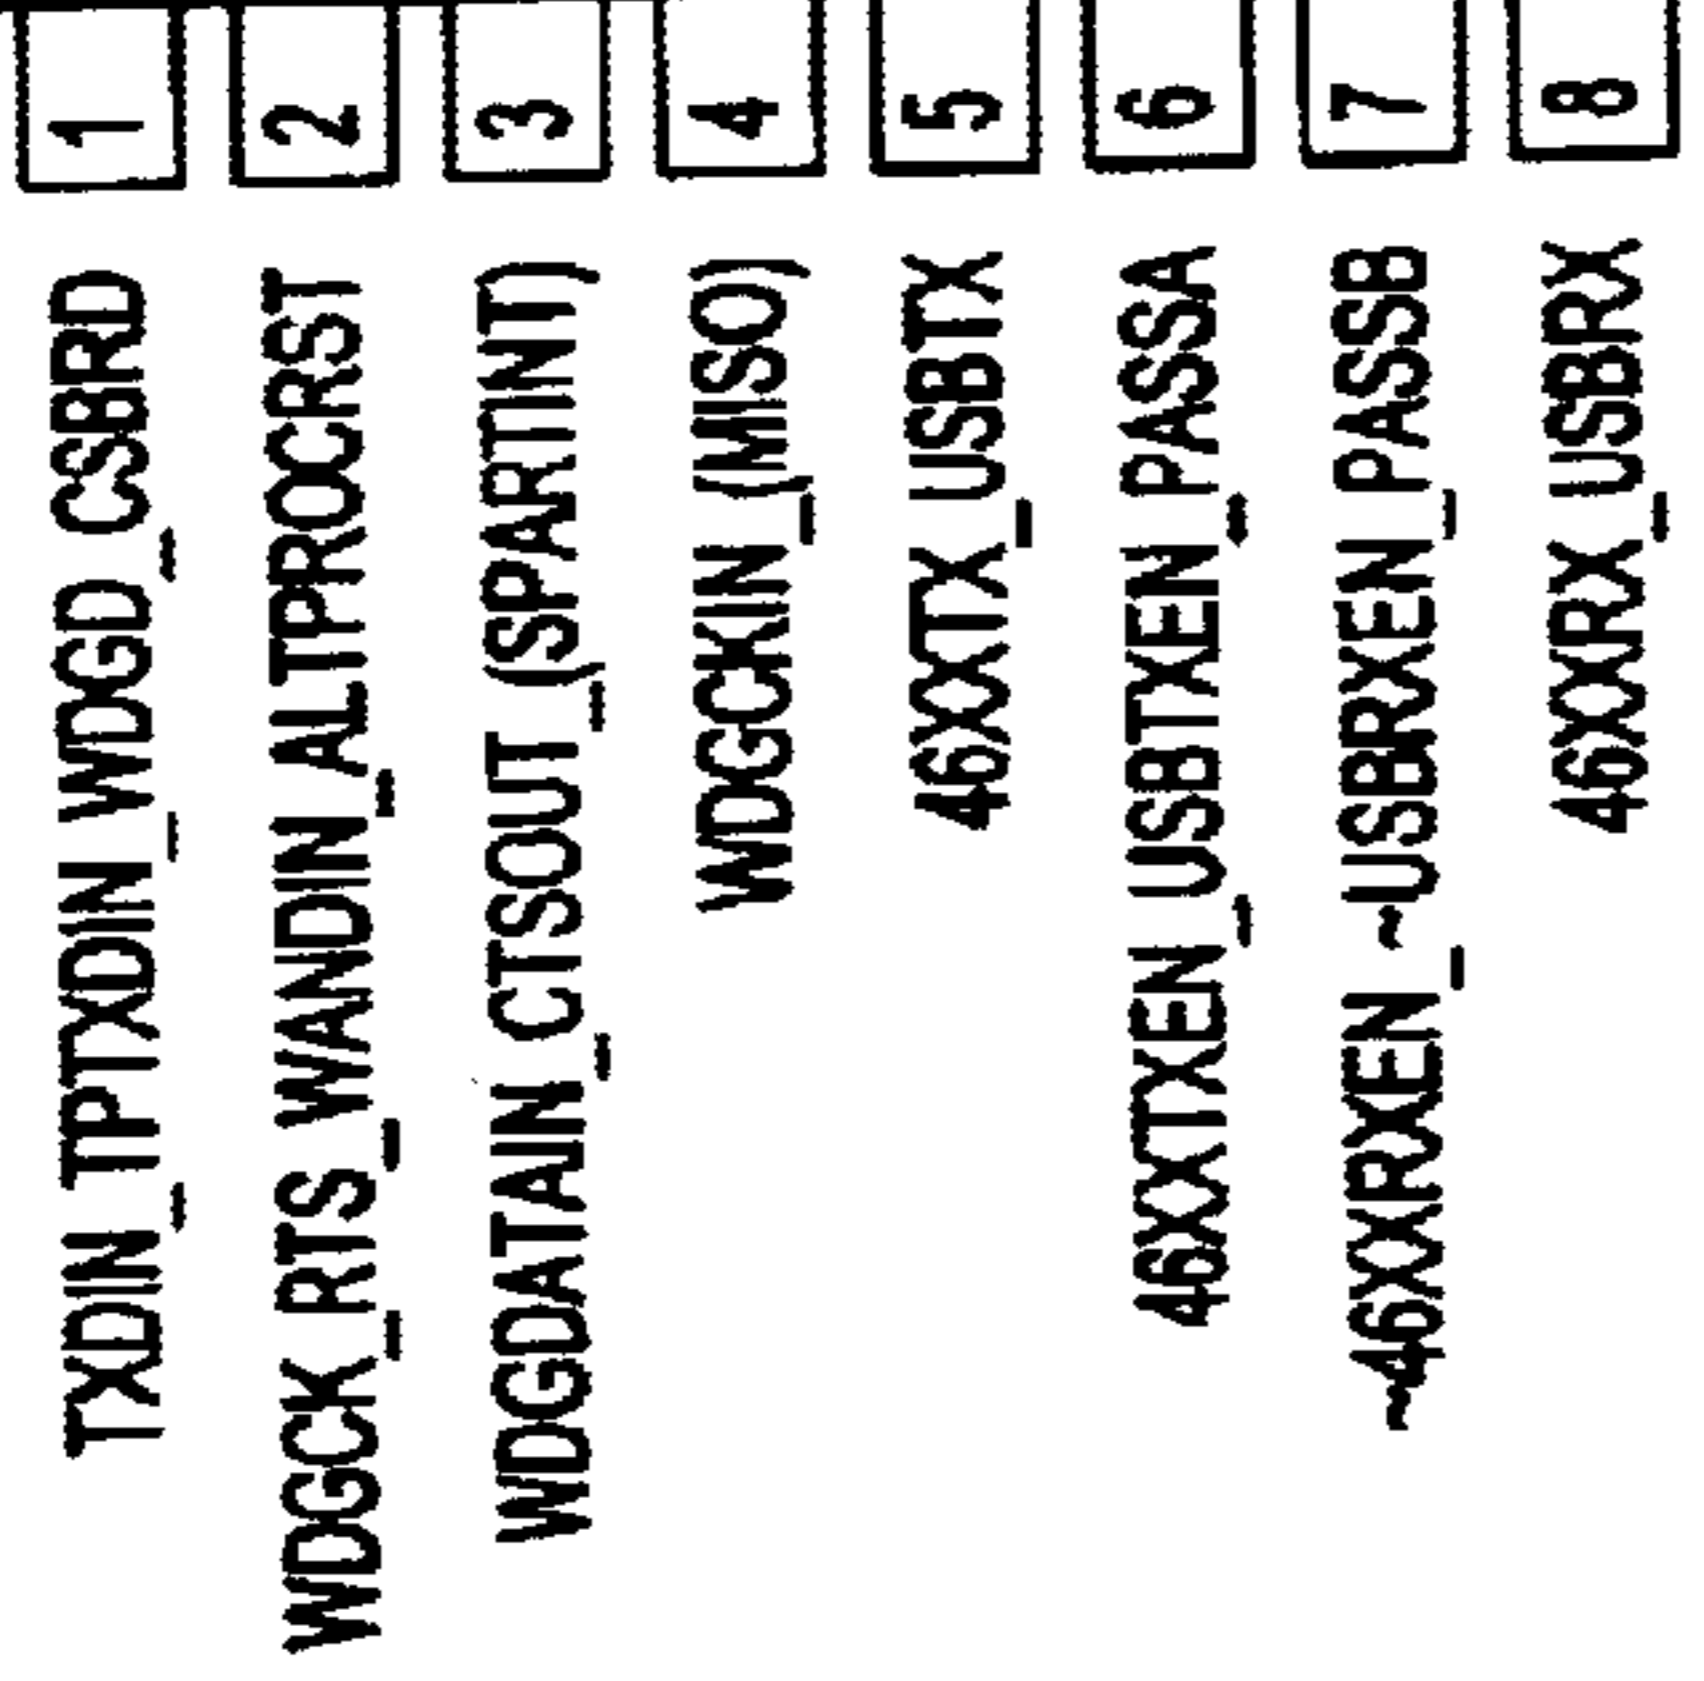 TXDIN_TPTXDIN_WDGD_CSBRD 1
WDGCK_RTS_WANDIN_ALTPROCRST 2
WDGDATAIN_CTSOUT_(SPARTINT) 3
WDGCKIN_(MISO) 4
46XXTX_USBTX 5
46XXTXEN_USBTXEN_PASSA 6
~46XXRXEN_~USBRXEN_PASSB 7
46XXRX_USBRX 8